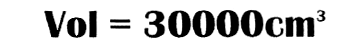 Vol = 30000cm³